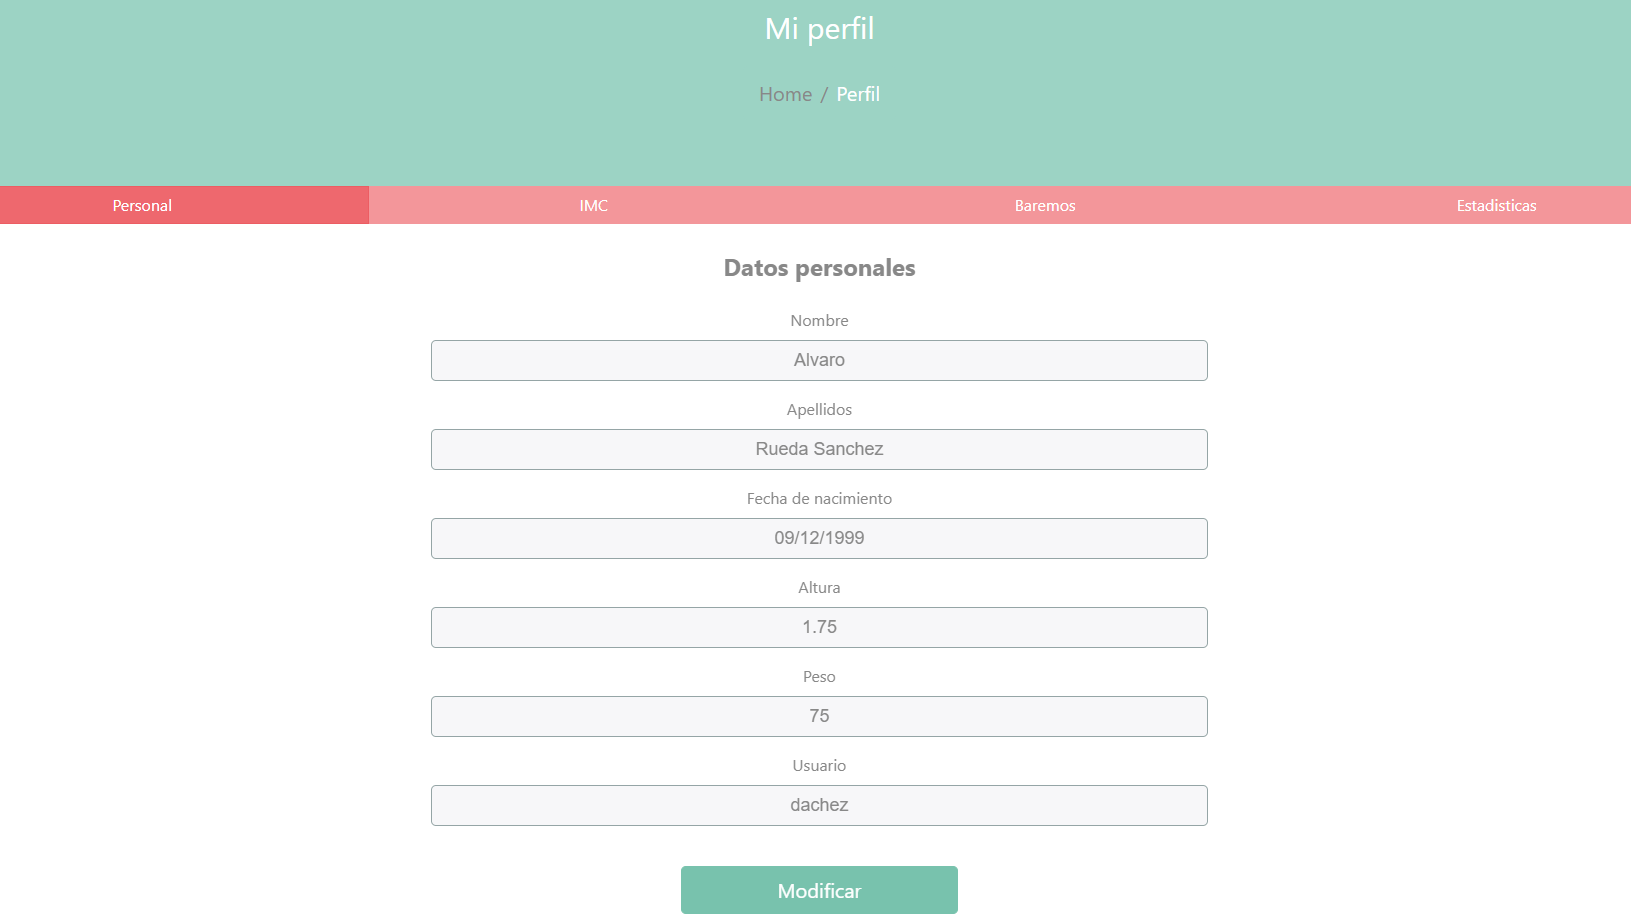 Mi perfil
Home / Perfil
Personal IMC Baremos Estadisticas
Datos personales
Nombre
Alvaro
Apellidos
Rueda Sanchez
Fecha de nacimiento
09/12/1999
Altura
1.75
Peso
75
Usuario
dachez
Modificar